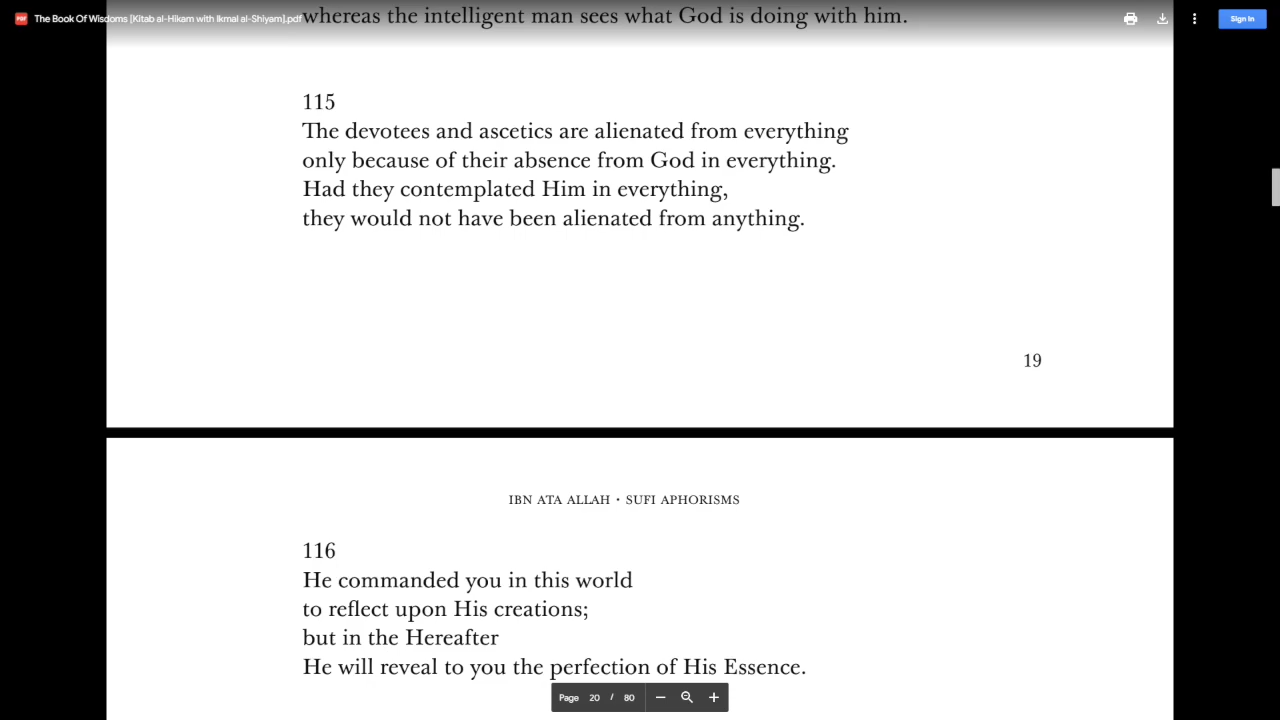 The Book Of Wisdoms [Kitab al-Hikam with Ikmal al-Shiyam].pdf
Sign in
whereas the intelligent man sees what God is doing with him.
115
The devotees and ascetics are alienated from everything
only because of their absence from God in everything.
Had they contemplated Him in everything,
they would not have been alienated from anything.
19
IBN ATA ALLAH • SUFI APHORISMS
116
He commanded you in this world
to reflect upon His creations;
but in the Hereafter
He will reveal to you the perfection of His Essence.
Page 20 / 80